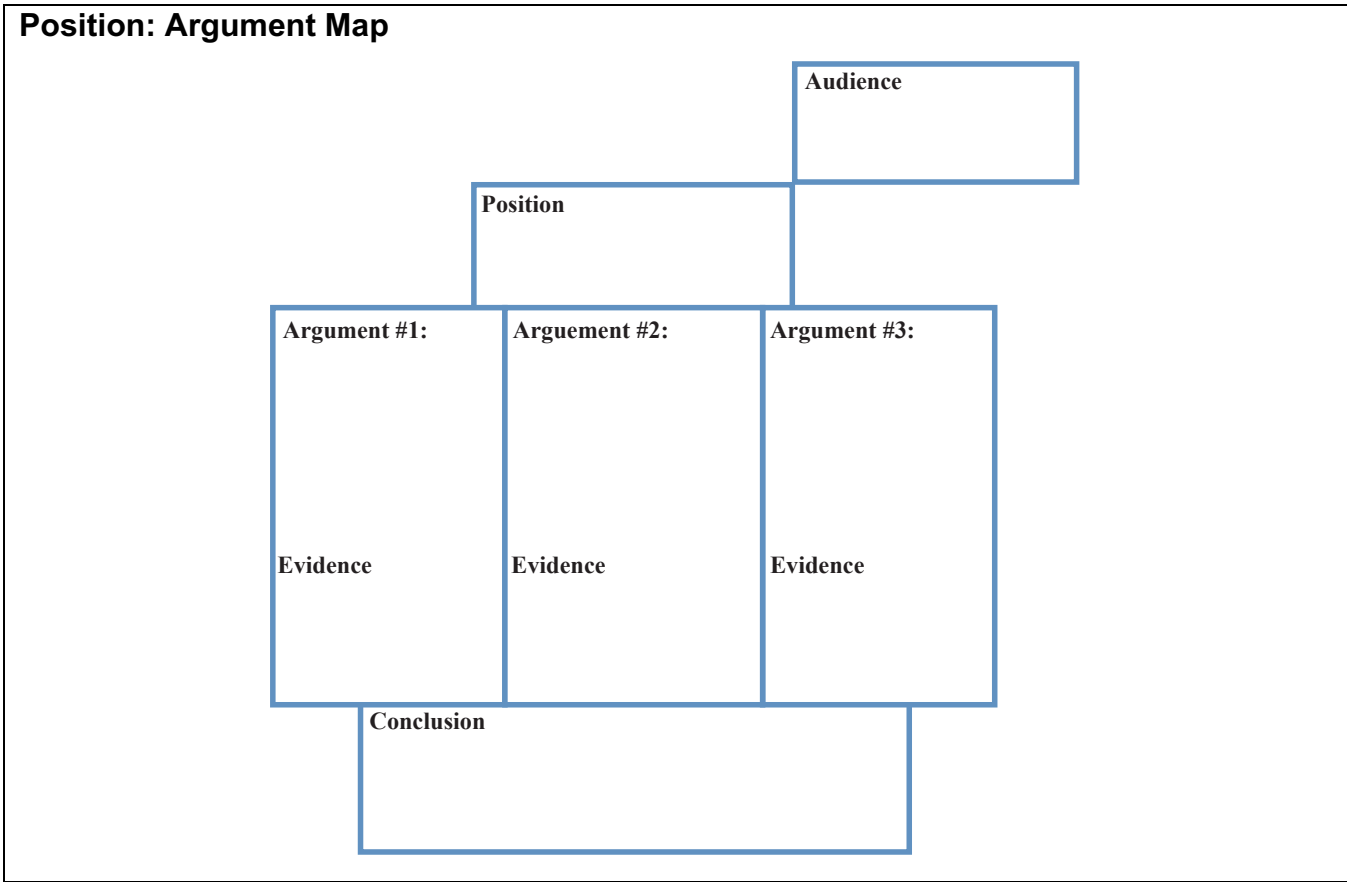 Position: Argument Map
Audience
Position
Argument #1:
Arguement #2:
Argument #3:
Evidence
Evidence
Evidence
Conclusion